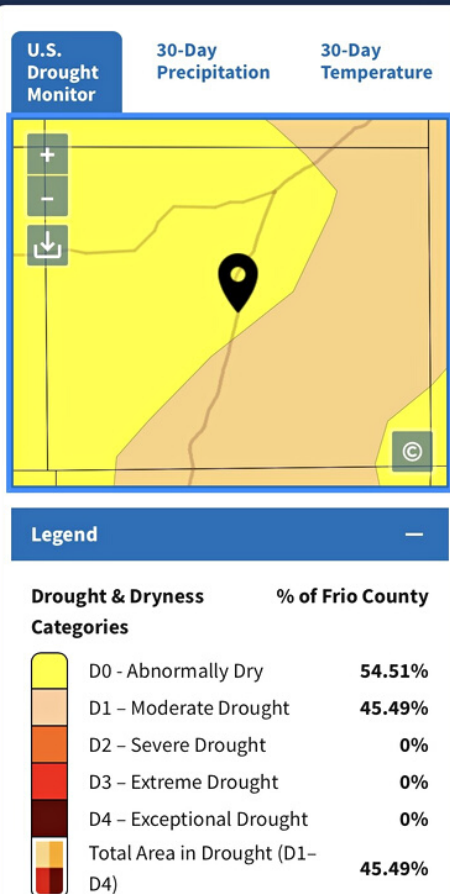 U.S.
Drought
Monitor
30-Day
Precipitation
30-Day
Temperature
+
−
©
Legend
—
Drought & Dryness
Categories
% of Frio County
D0 - Abnormally Dry 54.51%
D1 – Moderate Drought 45.49%
D2 – Severe Drought 0%
D3 – Extreme Drought 0%
D4 – Exceptional Drought 0%
Total Area in Drought (D1–
D4) 45.49%